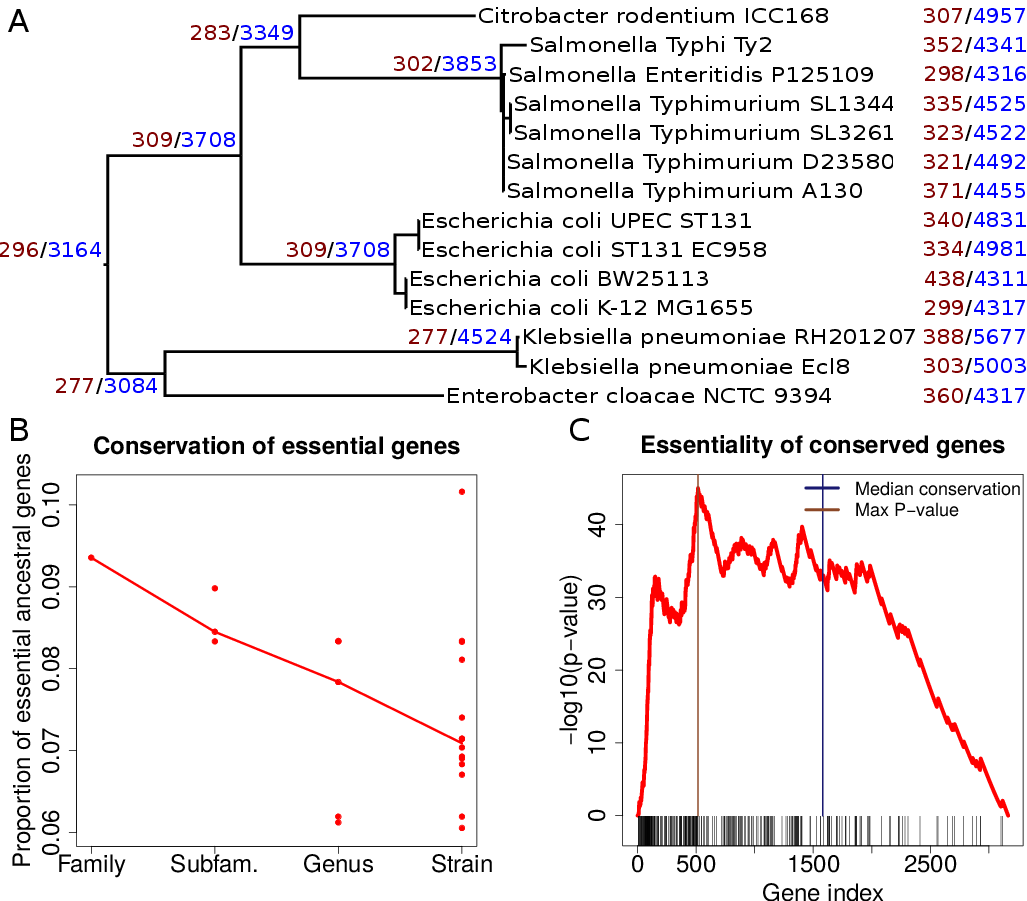 A
Citrobacter rodentium ICC168 307/4957
283/3349
Salmonella Typhi Ty2 352/4341
302/3853
Salmonella Enteritidis P125109 298/4316
Salmonella Typhimurium SL1344 335/4525
Salmonella Typhimurium SL3261 323/4522
309/3708
Salmonella Typhimurium D23580 321/4492
Salmonella Typhimurium A130 371/4455
Escherichia coli UPEC ST131 340/4831
296/3164
309/3708
Escherichia coli ST131 EC958 334/4981
Escherichia coli BW25113 438/4311
Escherichia coli K-12 MG1655 299/4317
277/4524
Klebsiella pneumoniae RH201207 388/5677
Klebsiella pneumoniae Ecl8 303/5003
277/3084
Enterobacter cloacae NCTC 9394 360/4317
B
Conservation of essential genes
Proportion of essential ancestral genes
0.10
0.09
0.08
0.07
0.06
Family Subfam. Genus Strain
C
Essentiality of conserved genes
Median conservation
Max P−value
−log10(p−value)
40
30
20
10
0
0 500 1500 2500
Gene index